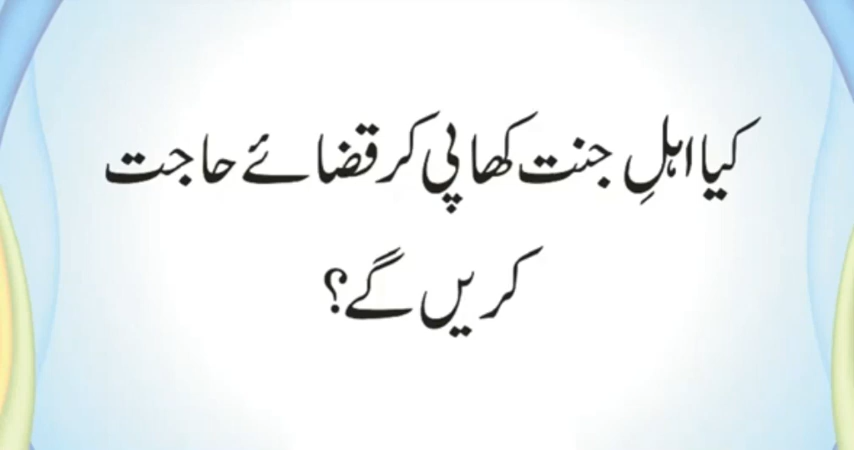 کیا اہلِ جنت کھا پی کر قضائے حاجت
کریں گے؟